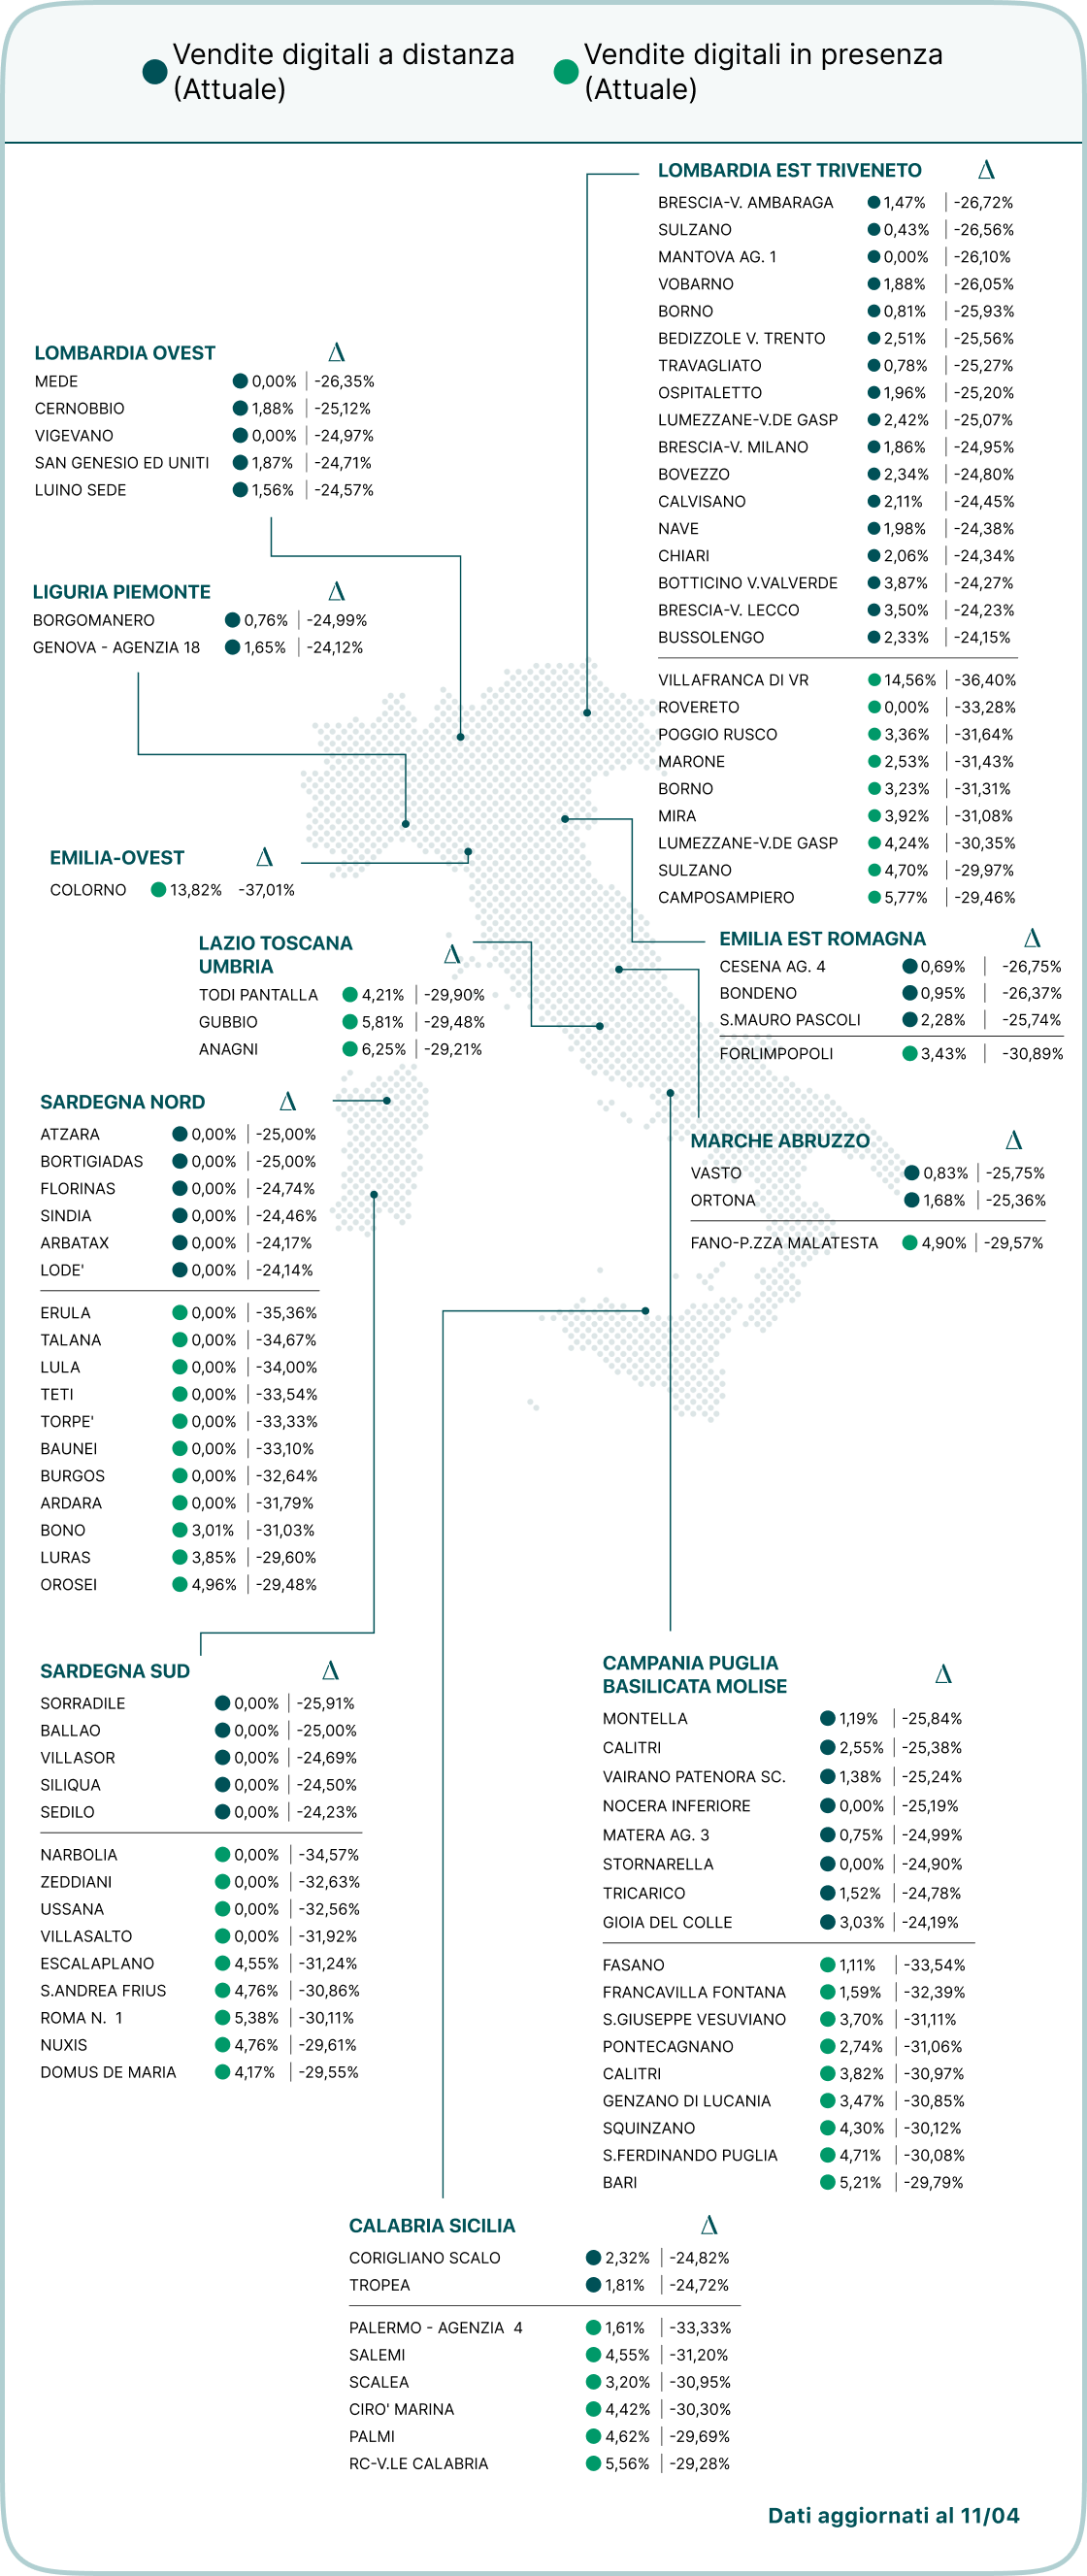 Vendite digitali a distanza
(Attuale)
Vendite digitali in presenza
(Attuale)
LOMBARDIA EST TRIVENETO Δ
BRESCIA-V. AMBARAGA 1,47% -26,72%
SULZANO 0,43% -26,56%
MANTOVA AG. 1 0,00% -26,10%
VOBARNO 1,88% -26,05%
BORNO 0,81% -25,93%
BEDIZZOLE V. TRENTO 2,51% -25,56%
TRAVAGLIATO 0,78% -25,27%
OSPITALETTO 1,96% -25,20%
LUMEZZANE-V.DE GASP 2,42% -25,07%
BRESCIA-V. MILANO 1,86% -24,95%
BOVEZZO 2,34% -24,80%
CALVISANO 2,11% -24,45%
NAVE 1,98% -24,38%
CHIARI 2,06% -24,34%
BOTTICINO V.VALVERDE 3,87% -24,27%
BRESCIA-V. LECCO 3,50% -24,23%
BUSSOLENGO 2,33% -24,15%
VILLAFRANCA DI VR 14,56% -36,40%
ROVERETO 0,00% -33,28%
POGGIO RUSCO 3,36% -31,64%
MARONE 2,53% -31,43%
BORNO 3,23% -31,31%
MIRA 3,92% -31,08%
LUMEZZANE-V.DE GASP 4,24% -30,35%
SULZANO 4,70% -29,97%
CAMPOSAMPIERO 5,77% -29,46%
LOMBARDIA OVEST Δ
MEDE 0,00% -26,35%
CERNOBBIO 1,88% -25,12%
VIGEVANO 0,00% -24,97%
SAN GENESIO ED UNITI 1,87% -24,71%
LUINO SEDE 1,56% -24,57%
LIGURIA PIEMONTE Δ
BORGOMANERO 0,76% -24,99%
GENOVA - AGENZIA 18 1,65% -24,12%
EMILIA-OVEST Δ
COLORNO 13,82% -37,01%
LAZIO TOSCANA
UMBRIA Δ
TODI PANTALLA 4,21% -29,90%
GUBBIO 5,81% -29,48%
ANAGNI 6,25% -29,21%
EMILIA EST ROMAGNA Δ
CESENA AG. 4 0,69% -26,75%
BONDENO 0,95% -26,37%
S.MAURO PASCOLI 2,28% -25,74%
FORLIMPOPOLI 3,43% -30,89%
SARDEGNA NORD Δ
ATZARA 0,00% -25,00%
BORTIGIADAS 0,00% -25,00%
FLORINAS 0,00% -24,74%
SINDIA 0,00% -24,46%
ARBATAX 0,00% -24,17%
LODE' 0,00% -24,14%
ERULA 0,00% -35,36%
TALANA 0,00% -34,67%
LULA 0,00% -34,00%
TETI 0,00% -33,54%
TORPE' 0,00% -33,33%
BAUNEI 0,00% -33,10%
BURGOS 0,00% -32,64%
ARDARA 0,00% -31,79%
BONO 3,01% -31,03%
LURAS 3,85% -29,60%
OROSEI 4,96% -29,48%
MARCHE ABRUZZO Δ
VASTO 0,83% -25,75%
ORTONA 1,68% -25,36%
FANO-P.ZZA MALATESTA 4,90% -29,57%
SARDEGNA SUD Δ
SORRADILE 0,00% -25,91%
BALLAO 0,00% -25,00%
VILLASOR 0,00% -24,69%
SILIQUA 0,00% -24,50%
SEDILO 0,00% -24,23%
NARBOLIA 0,00% -34,57%
ZEDDIANI 0,00% -32,63%
USSANA 0,00% -32,56%
VILLASALTO 0,00% -31,92%
ESCALAPLANO 4,55% -31,24%
S.ANDREA FRIUS 4,76% -30,86%
ROMA N. 1 5,38% -30,11%
NUXIS 4,76% -29,61%
DOMUS DE MARIA 4,17% -29,55%
CAMPANIA PUGLIA
BASILICATA MOLISE Δ
MONTELLA 1,19% -25,84%
CALITRI 2,55% -25,38%
VAIRANO PATENORA SC. 1,38% -25,24%
NOCERA INFERIORE 0,00% -25,19%
MATERA AG. 3 0,75% -24,99%
STORNARELLA 0,00% -24,90%
TRICARICO 1,52% -24,78%
GIOIA DEL COLLE 3,03% -24,19%
FASANO 1,11% -33,54%
FRANCAVILLA FONTANA 1,59% -32,39%
S.GIUSEPPE VESUVIANO 3,70% -31,11%
PONTECAGNANO 2,74% -31,06%
CALITRI 3,82% -30,97%
GENZANO DI LUCANIA 3,47% -30,85%
SQUINZANO 4,30% -30,12%
S.FERDINANDO PUGLIA 4,71% -30,08%
BARI 5,21% -29,79%
CALABRIA SICILIA Δ
CORIGLIANO SCALO 2,32% -24,82%
TROPEA 1,81% -24,72%
PALERMO - AGENZIA 4 1,61% -33,33%
SALEMI 4,55% -31,20%
SCALEA 3,20% -30,95%
CIRO' MARINA 4,42% -30,30%
PALMI 4,62% -29,69%
RC-V.LE CALABRIA 5,56% -29,28%
Dati aggiornati al 11/04